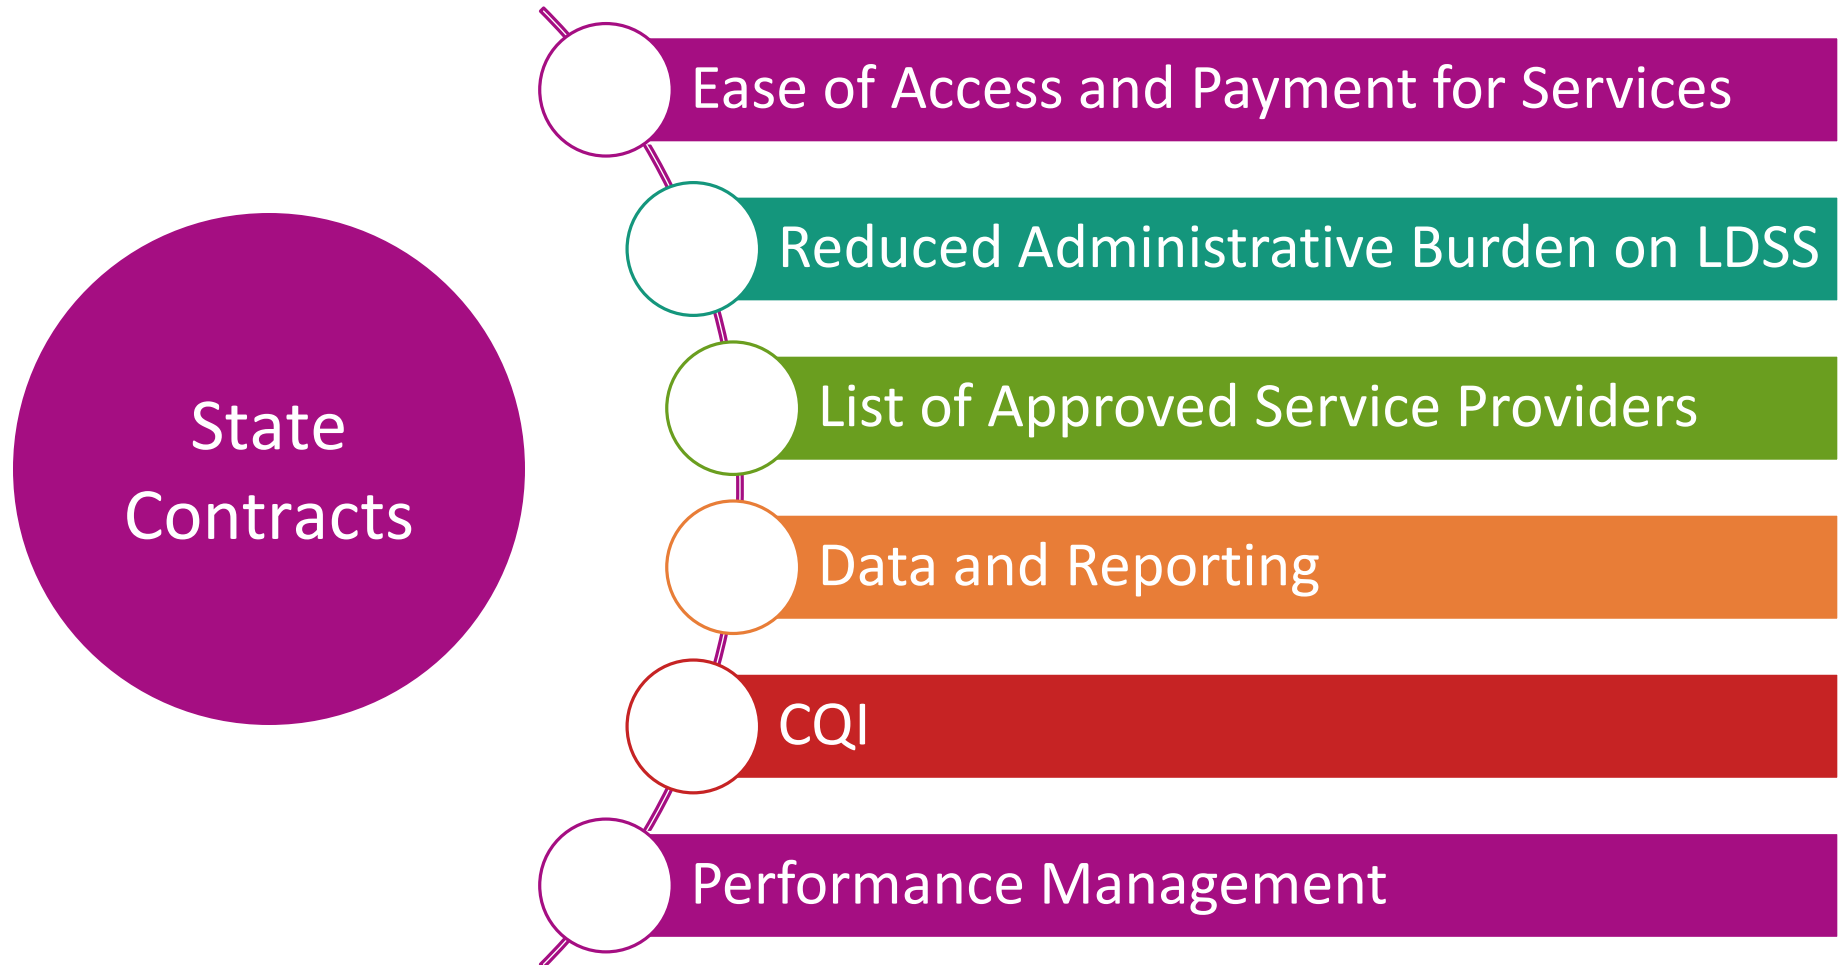 State
Contracts
Ease of Access and Payment for Services
Reduced Administrative Burden on LDSS
List of Approved Service Providers
Data and Reporting
CQI
Performance Management